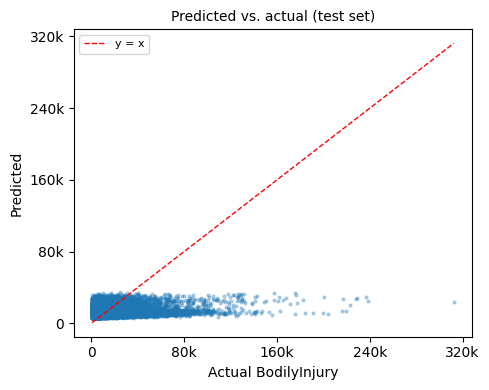 Predicted vs. actual (test set)
320k
y = x
240k
Predicted
160k
80k
0
0 80k 160k 240k 320k
Actual BodilyInjury